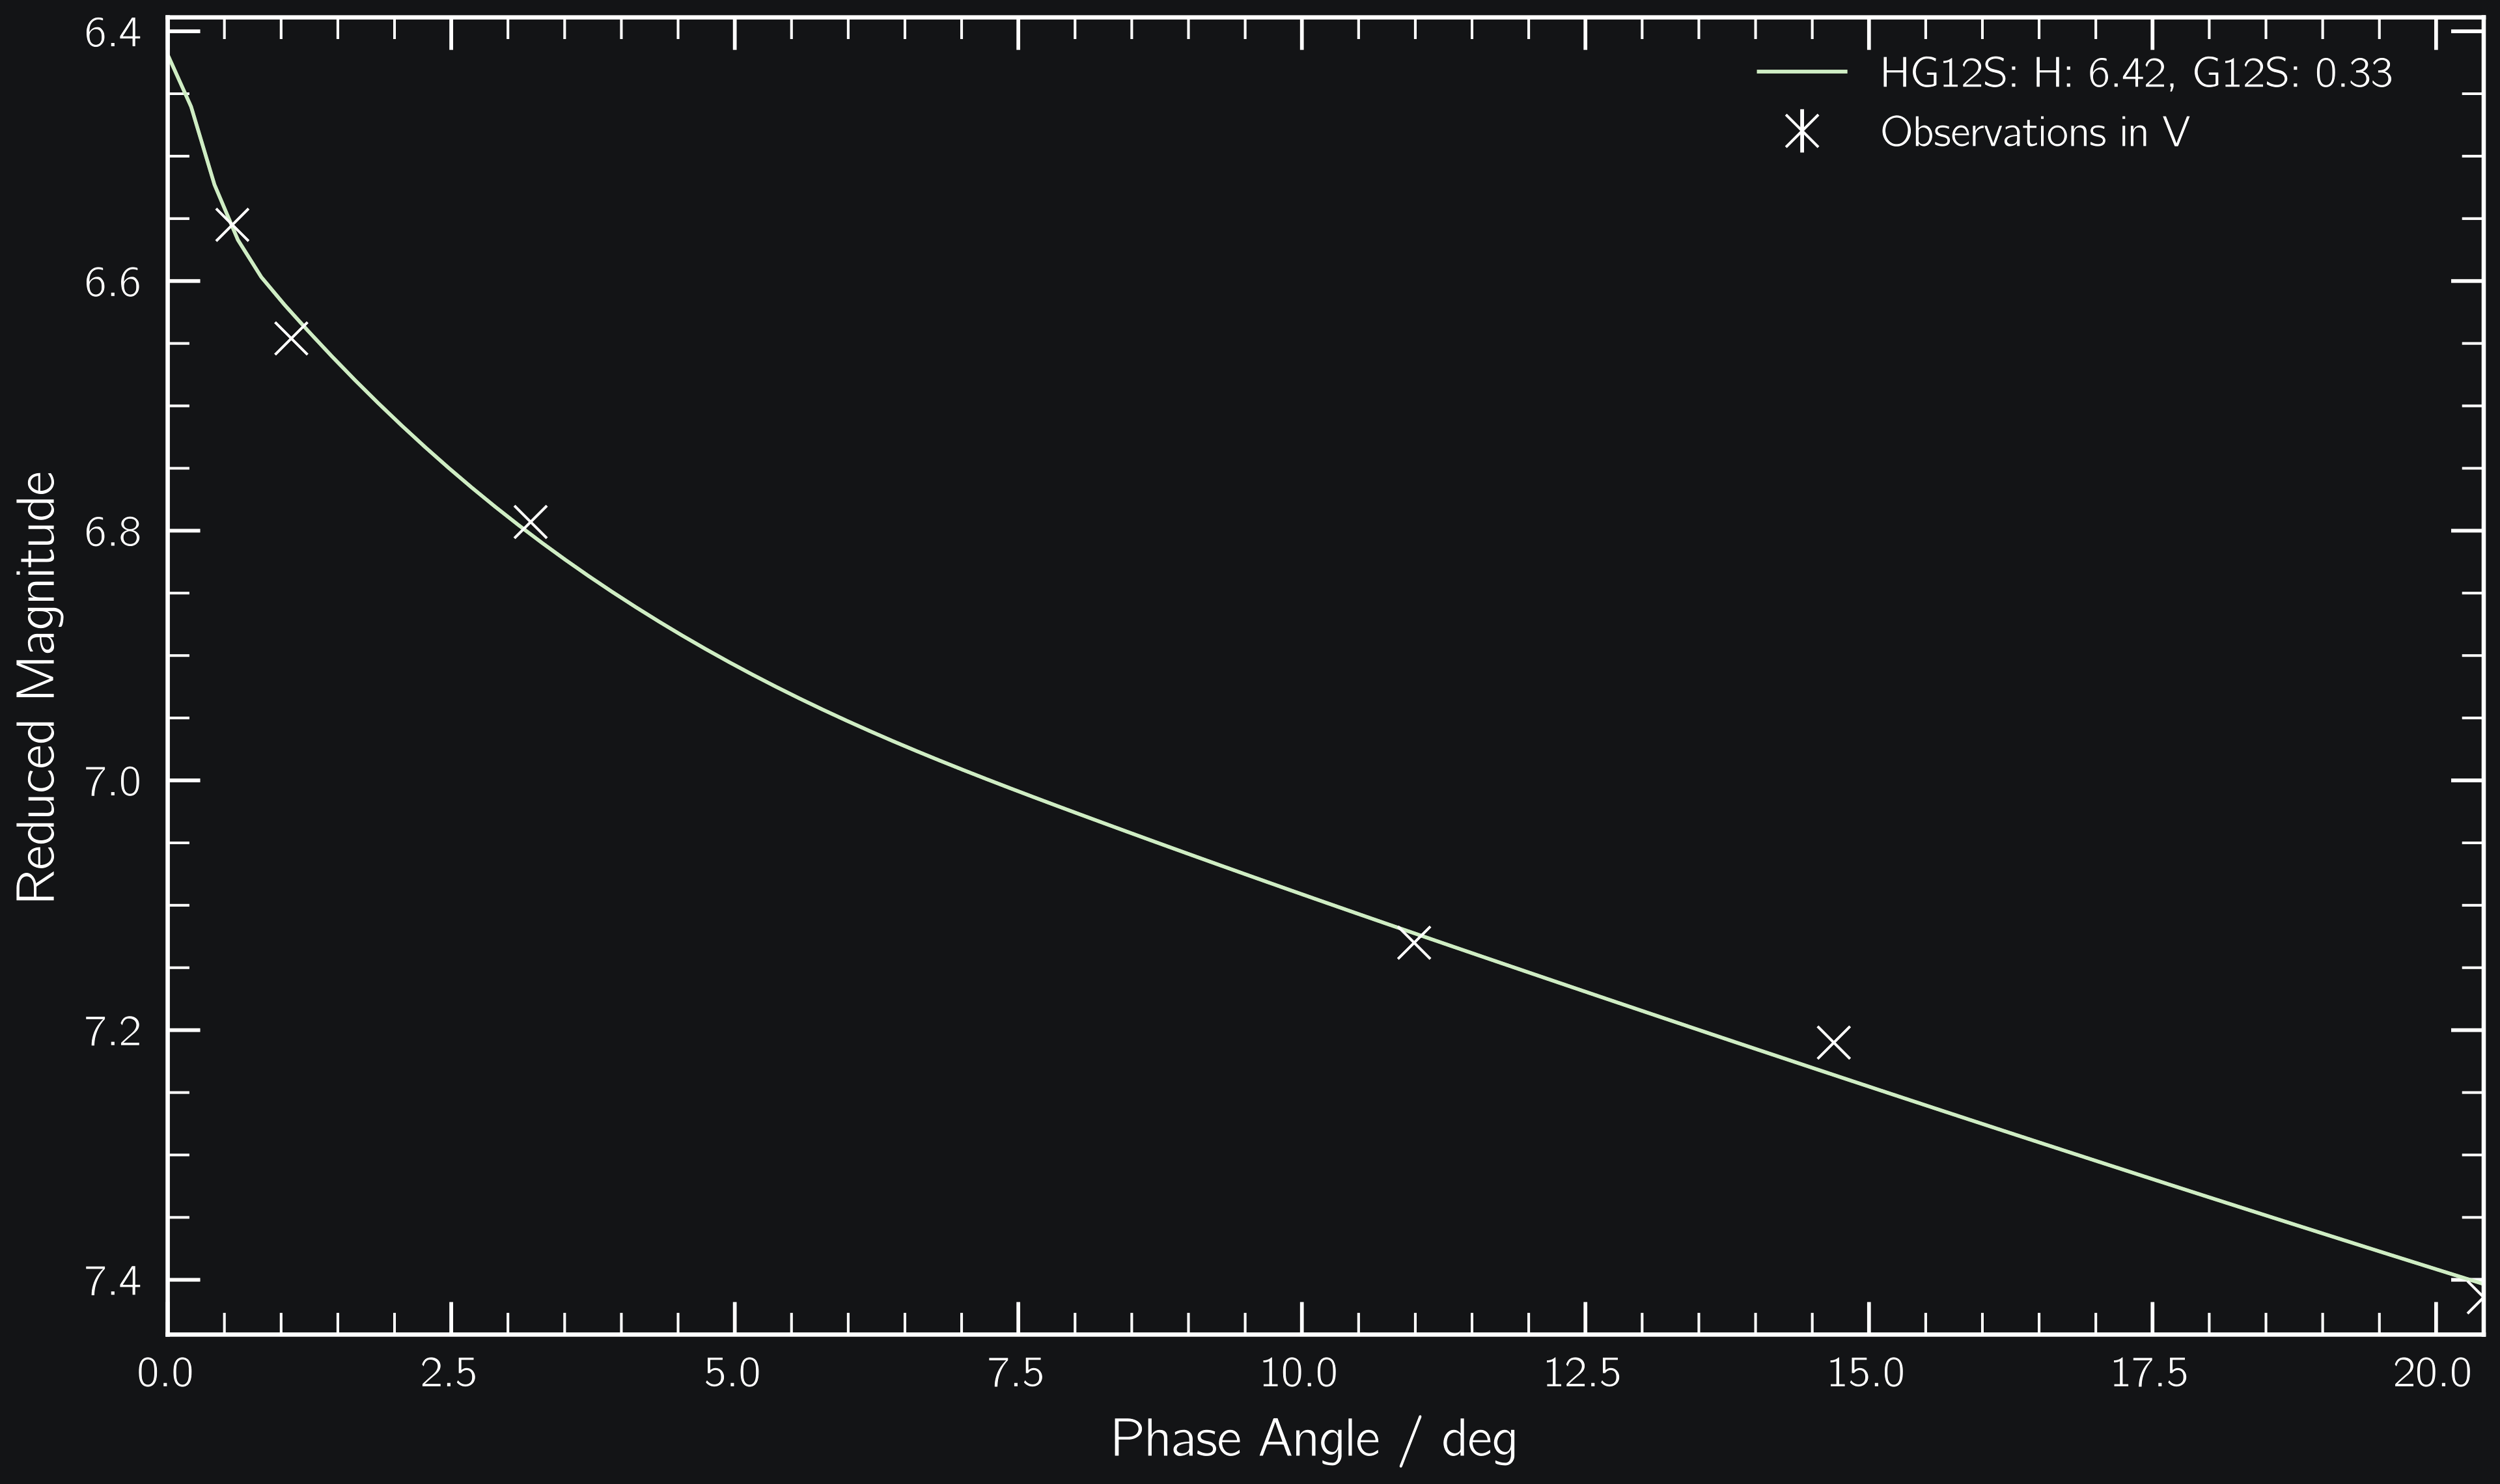 HG12S: H: 6.42, G12S: 0.33
Observations in V
6.4
6.6
6.8
7.0
7.2
7.4
Reduced Magnitude
0.0 2.5 5.0 7.5 10.0 12.5 15.0 17.5 20.0
Phase Angle / deg